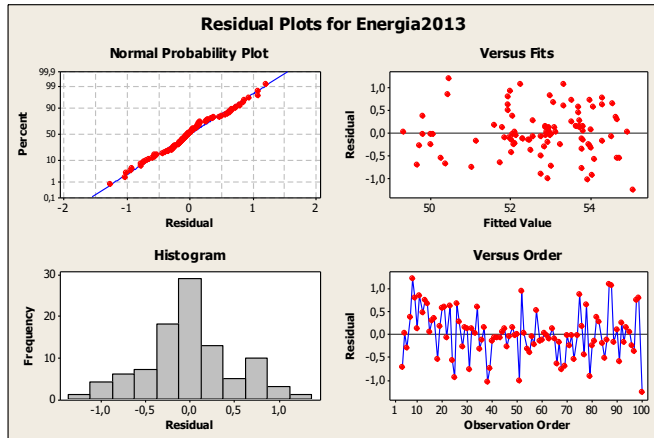 Residual Plots for Energia2013
Normal Probability Plot
99,9
99
90
50
10
1
0,1
Percent
-2 -1 0 1 2
Residual
Versus Fits
1,0
0,5
0,0
-0,5
-1,0
Residual
50 52 54
Fitted Value
Histogram
30
20
10
0
Frequency
-1,0 -0,5 0,0 0,5 1,0
Residual
Versus Order
1,0
0,5
0,0
-0,5
-1,0
Residual
1 10 20 30 40 50 60 70 80 90 100
Observation Order